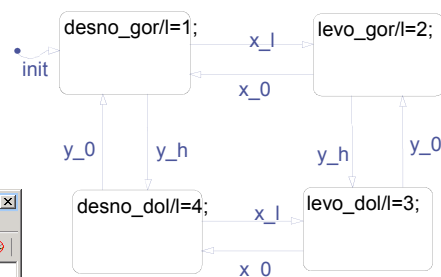 desno_gor/l=1;
levo_gor/l=2;
x_l
init
x_0
y_0
y_h
y_h
y_0
desno_dol/l=4;
levo_dol/l=3;
x_l
x_0